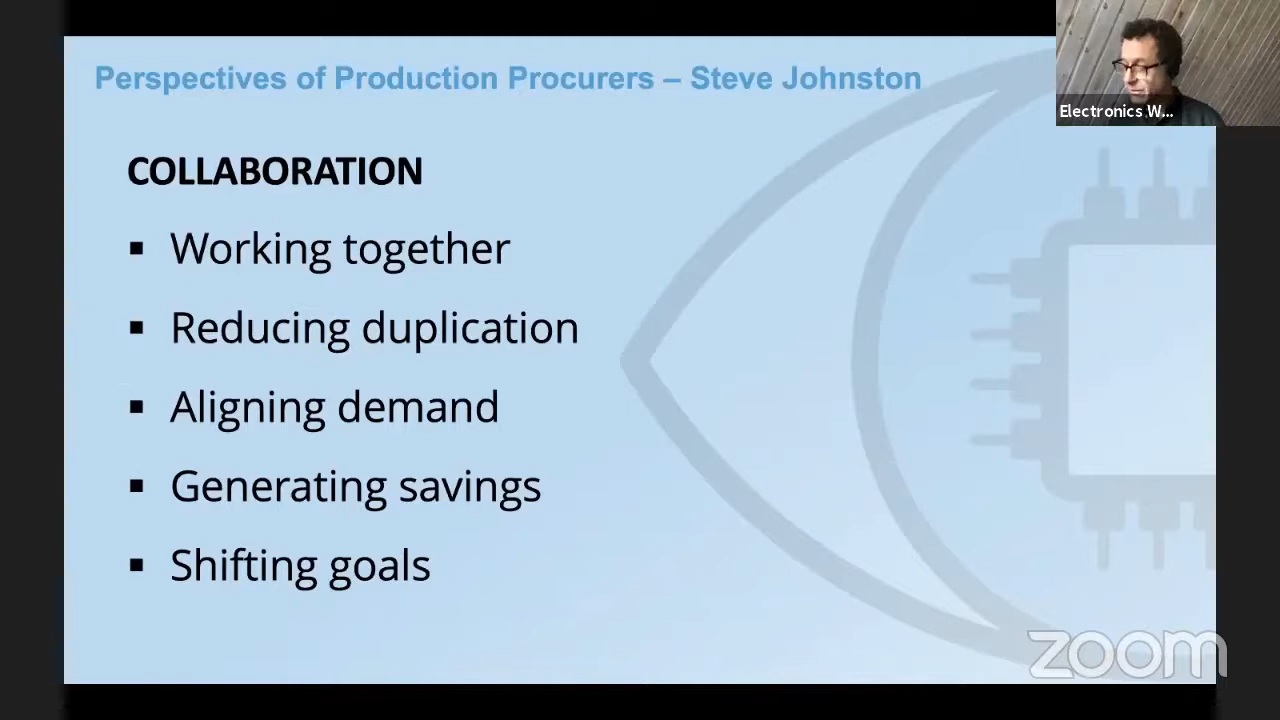 Perspectives of Production Procurers – Steve Johnston
Electronics W...
COLLABORATION
▪ Working together
▪ Reducing duplication
▪ Aligning demand
▪ Generating savings
▪ Shifting goals
zoom